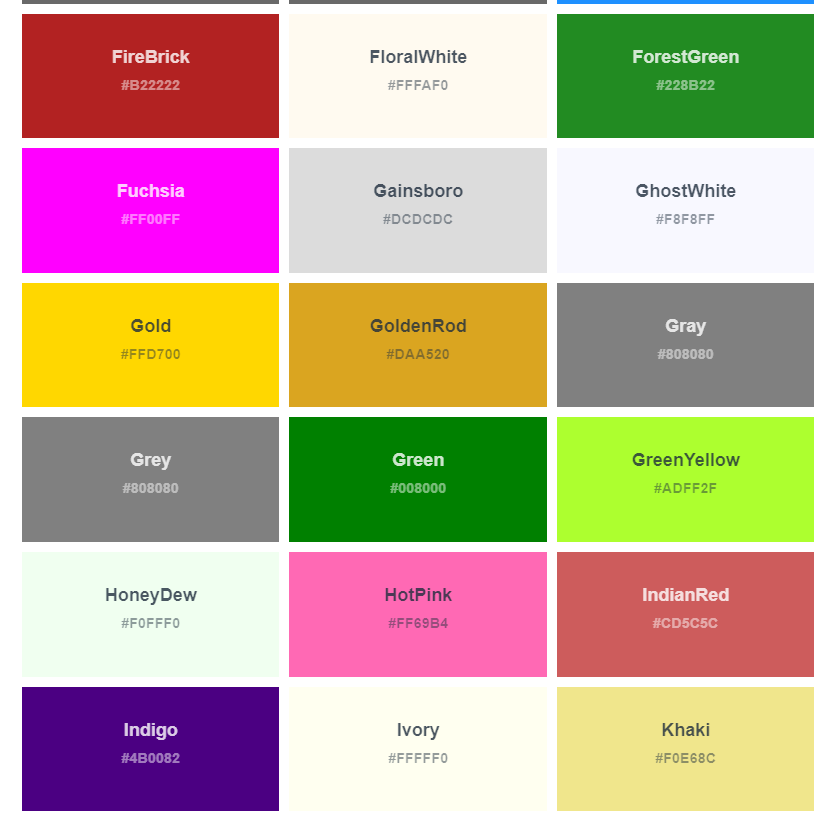 FireBrick
#B22222
FloralWhite
#FFFAF0
ForestGreen
#228B22
Fuchsia
#FF00FF
Gainsboro
#DCDCDC
GhostWhite
#F8F8FF
Gold
#FFD700
GoldenRod
#DAA520
Gray
#808080
Grey
#808080
Green
#008000
GreenYellow
#ADFF2F
HoneyDew
#F0FFF0
HotPink
#FF69B4
IndianRed
#CD5C5C
Indigo
#4B0082
Ivory
#FFFFF0
Khaki
#F0E68C